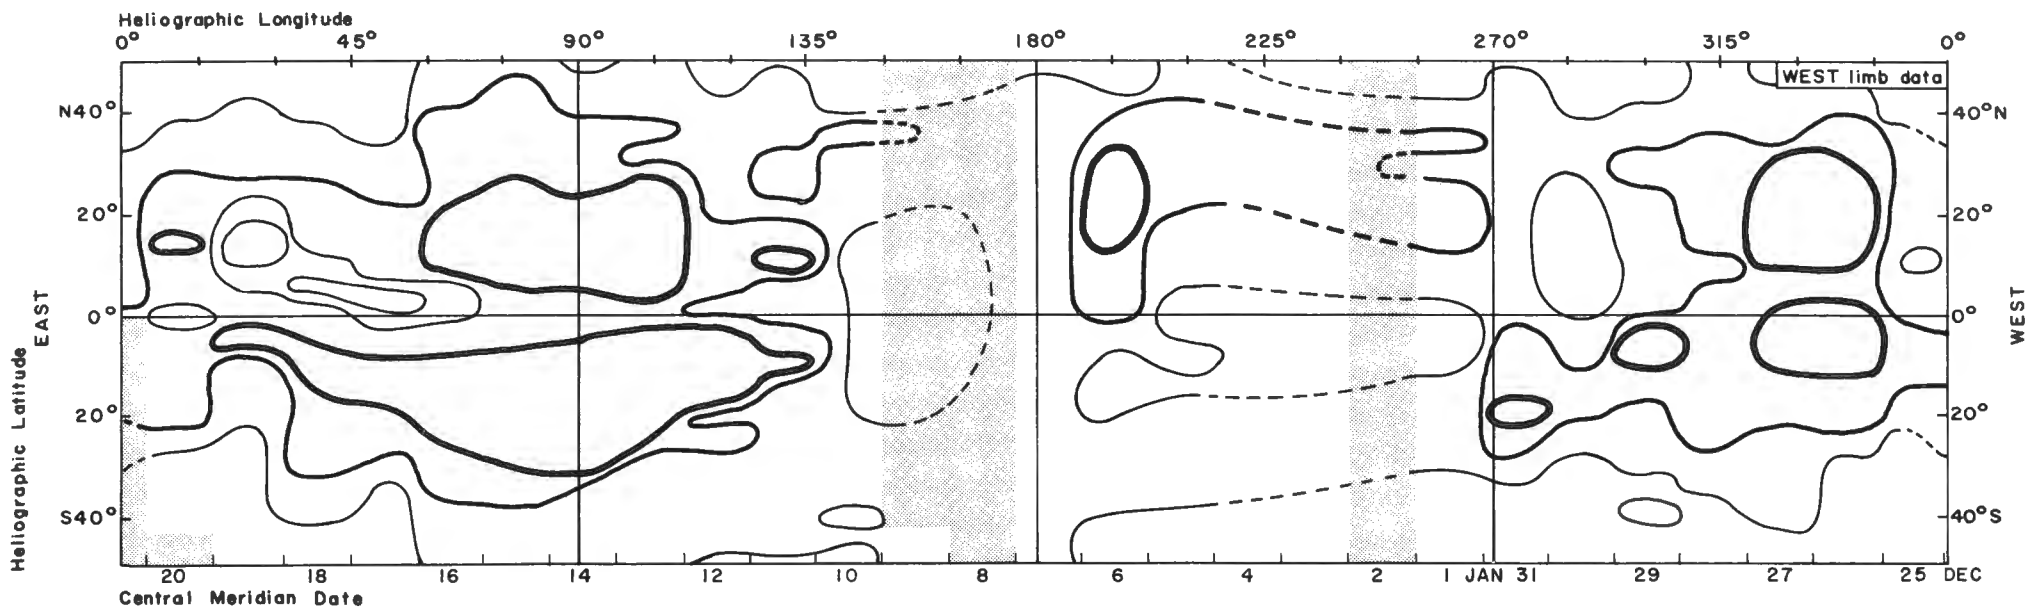 Heliographic Longitude
0° 45° 90° 135° 180° 225° 270° 315° 0°
WEST limb data
N40° 40°N
20° 20°
0° 0°
20° 20°
S40° 40°S
EAST
WEST
Heliographic Latitude
20 18 16 14 12 10 8 6 4 2 1 JAN 31 29 27 25 DEC
Central Meridian Date